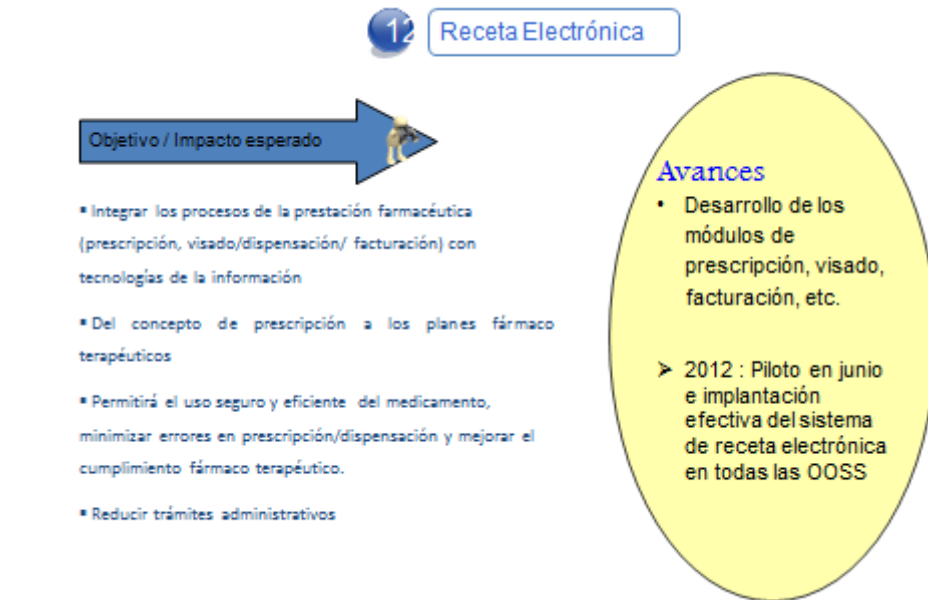 12 Receta Electrónica
Objetivo / Impacto esperado
▪ Integrar los procesos de la prestación farmacéutica
(prescripción, visado/dispensación/ facturación) con
tecnologías de la información
▪ Del concepto de prescripción a los planes fármaco
terapéuticos
▪ Permitirá el uso seguro y eficiente del medicamento,
minimizar errores en prescripción/dispensación y mejorar el
cumplimiento fármaco terapéutico.
▪ Reducir trámites administrativos
Avances
• Desarrollo de los
módulos de
prescripción, visado,
facturación, etc.
➢ 2012 : Piloto en junio
e implantación
efectiva del sistema
de receta electrónica
en todas las OOSS